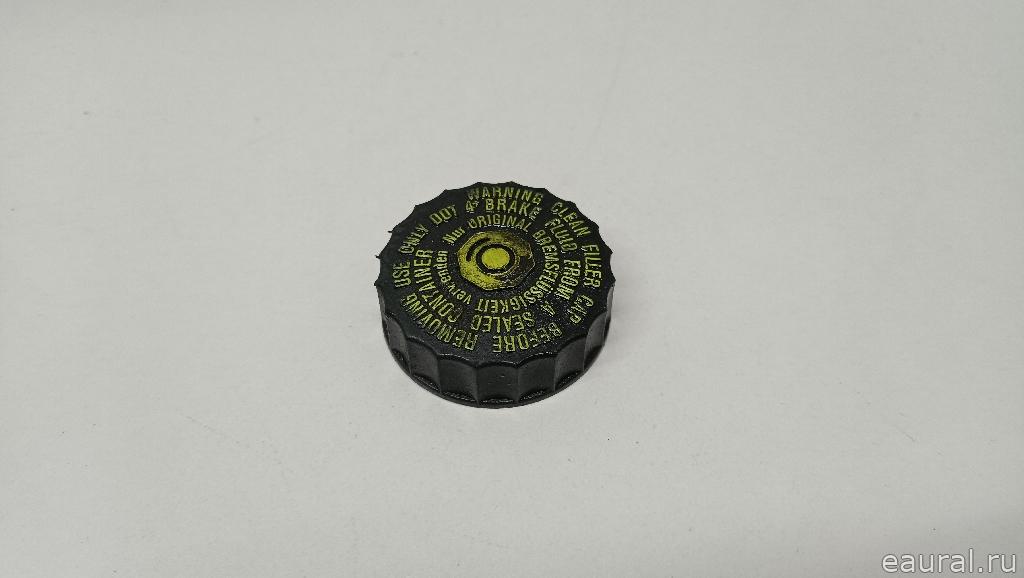 WARNING CLEAN FILLER CAP BEFORE REMOVING
USE ONLY DOT 4 BRAKE FLUID FROM A SEALED CONTAINER
Nur ORIGINAL BREMSFLÜSSIGKEIT verwenden
eaural.ru